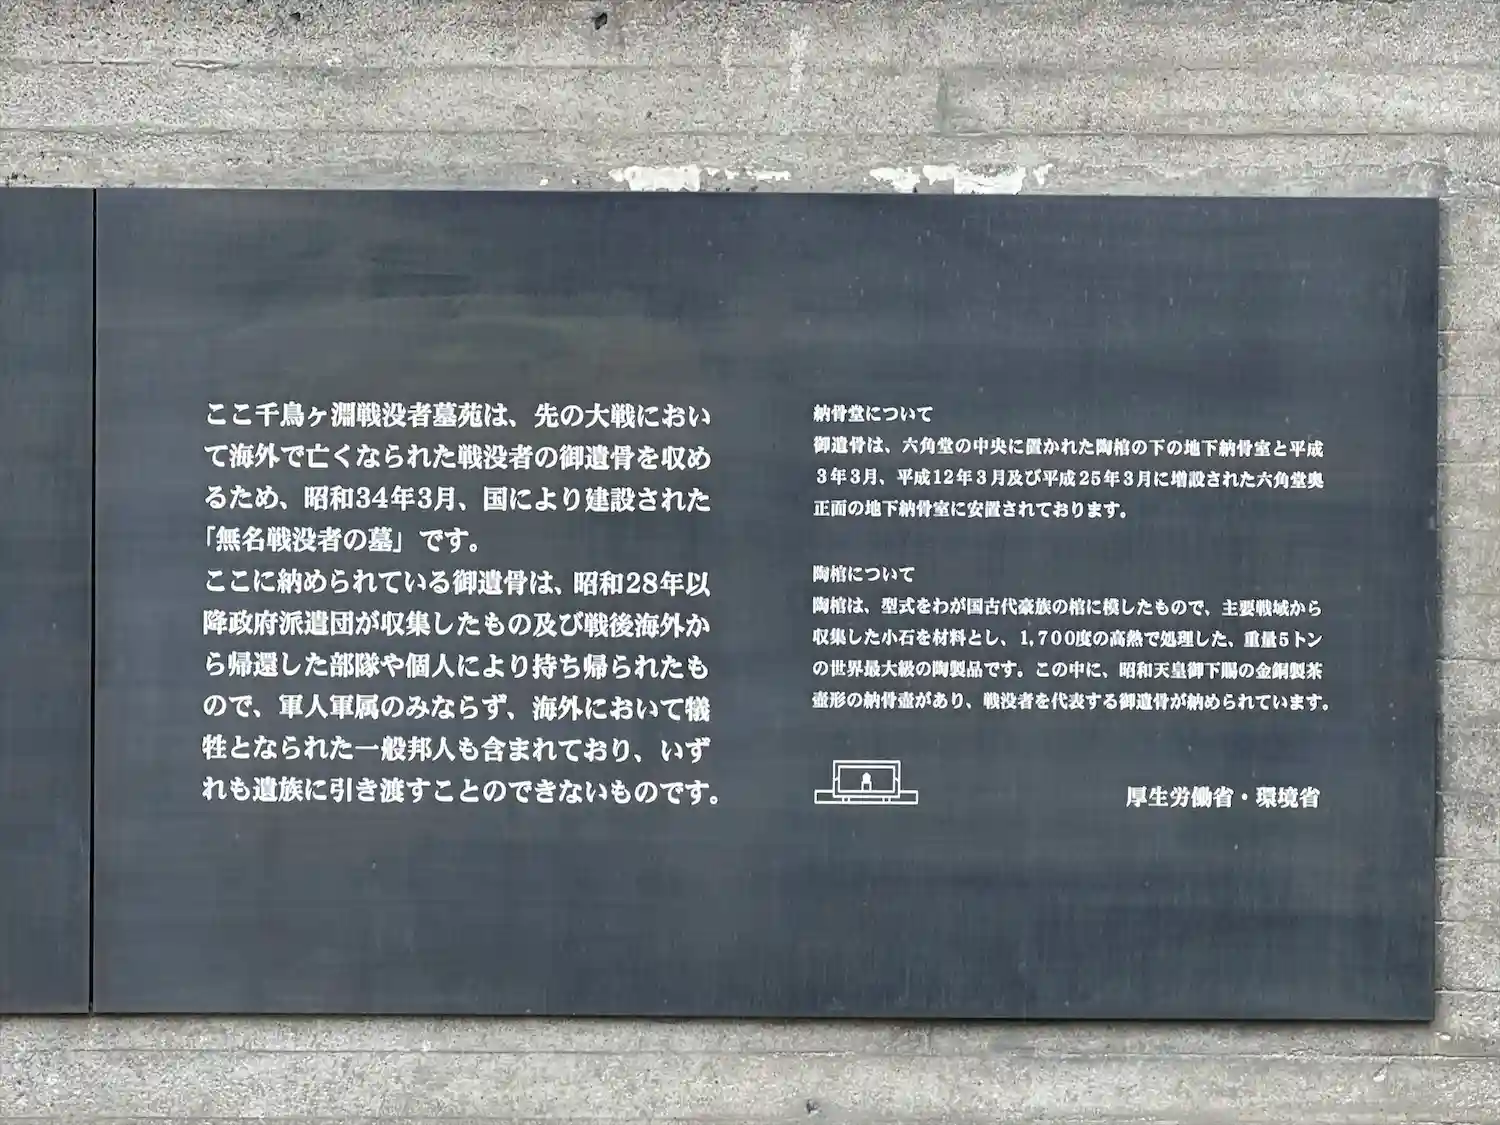 ここ千鳥ヶ淵戦没者墓苑は、先の大戦におい
て海外で亡くなられた戦没者の御遺骨を収め
るため、昭和34年3月、国により建設された
「無名戦没者の墓」です。
ここに納められている御遺骨は、昭和28年以
降政府派遣団が収集したもの及び戦後海外か
ら帰還した部隊や個人により持ち帰られたも
ので、軍人軍属のみならず、海外において犠
牲となられた一般邦人も含まれており、いず
れも遺族に引き渡すことのできないものです。
納骨堂について
御遺骨は、六角堂の中央に置かれた陶棺の下の地下納骨室と平成
3年3月、平成12年3月及び平成25年3月に増設された六角堂奥
正面の地下納骨室に安置されております。
陶棺について
陶棺は、型式をわが国古代豪族の棺に模したもので、主要戦域から
収集した小石を材料とし、1,700度の高熱で処理した、重量5トン
の世界最大級の陶製品です。この中に、昭和天皇御下賜の金銅製茶
壺形の納骨壺があり、戦没者を代表する御遺骨が納められています。
厚生労働省・環境省